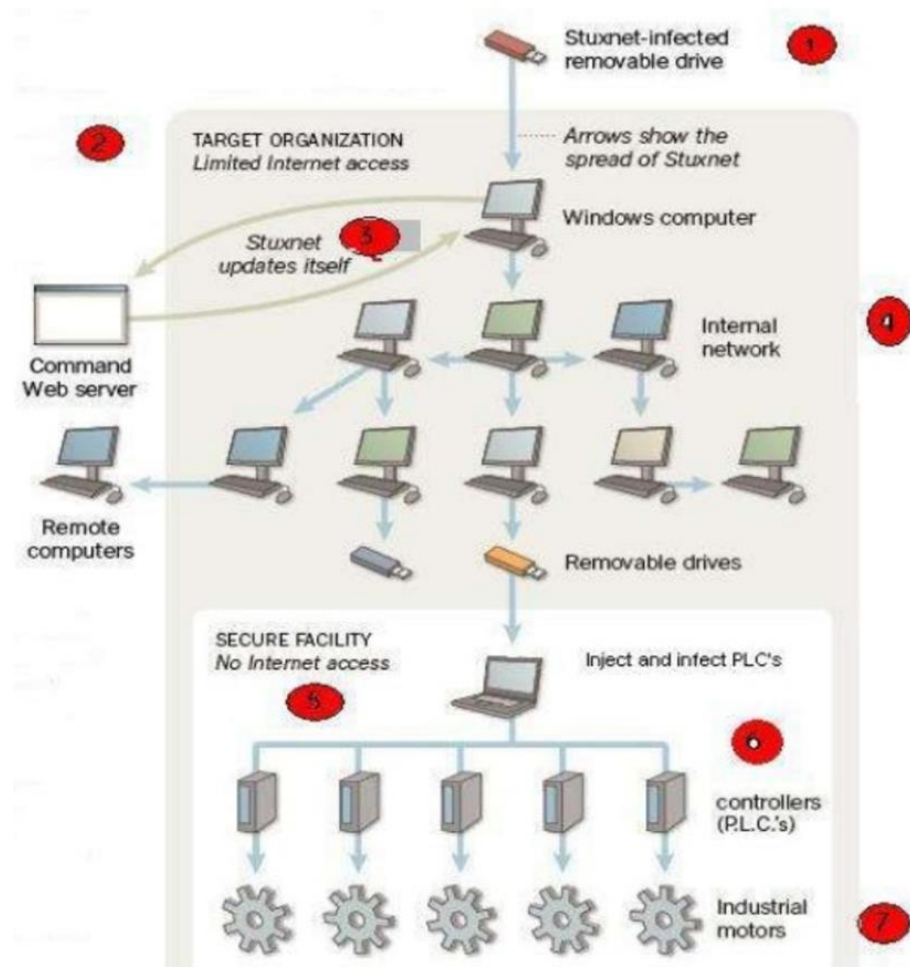 Stuxnet-infected
removable drive
1
2
TARGET ORGANIZATION
Limited Internet access
Arrows show the
spread of Stuxnet
Windows computer
3
Stuxnet
updates itself
4
Internal
network
Command
Web server
Remote
computers
Removable drives
SECURE FACILITY
No Internet access
Inject and infect PLC's
5
6
controllers
(P.L.C.'s)
Industrial
motors
7